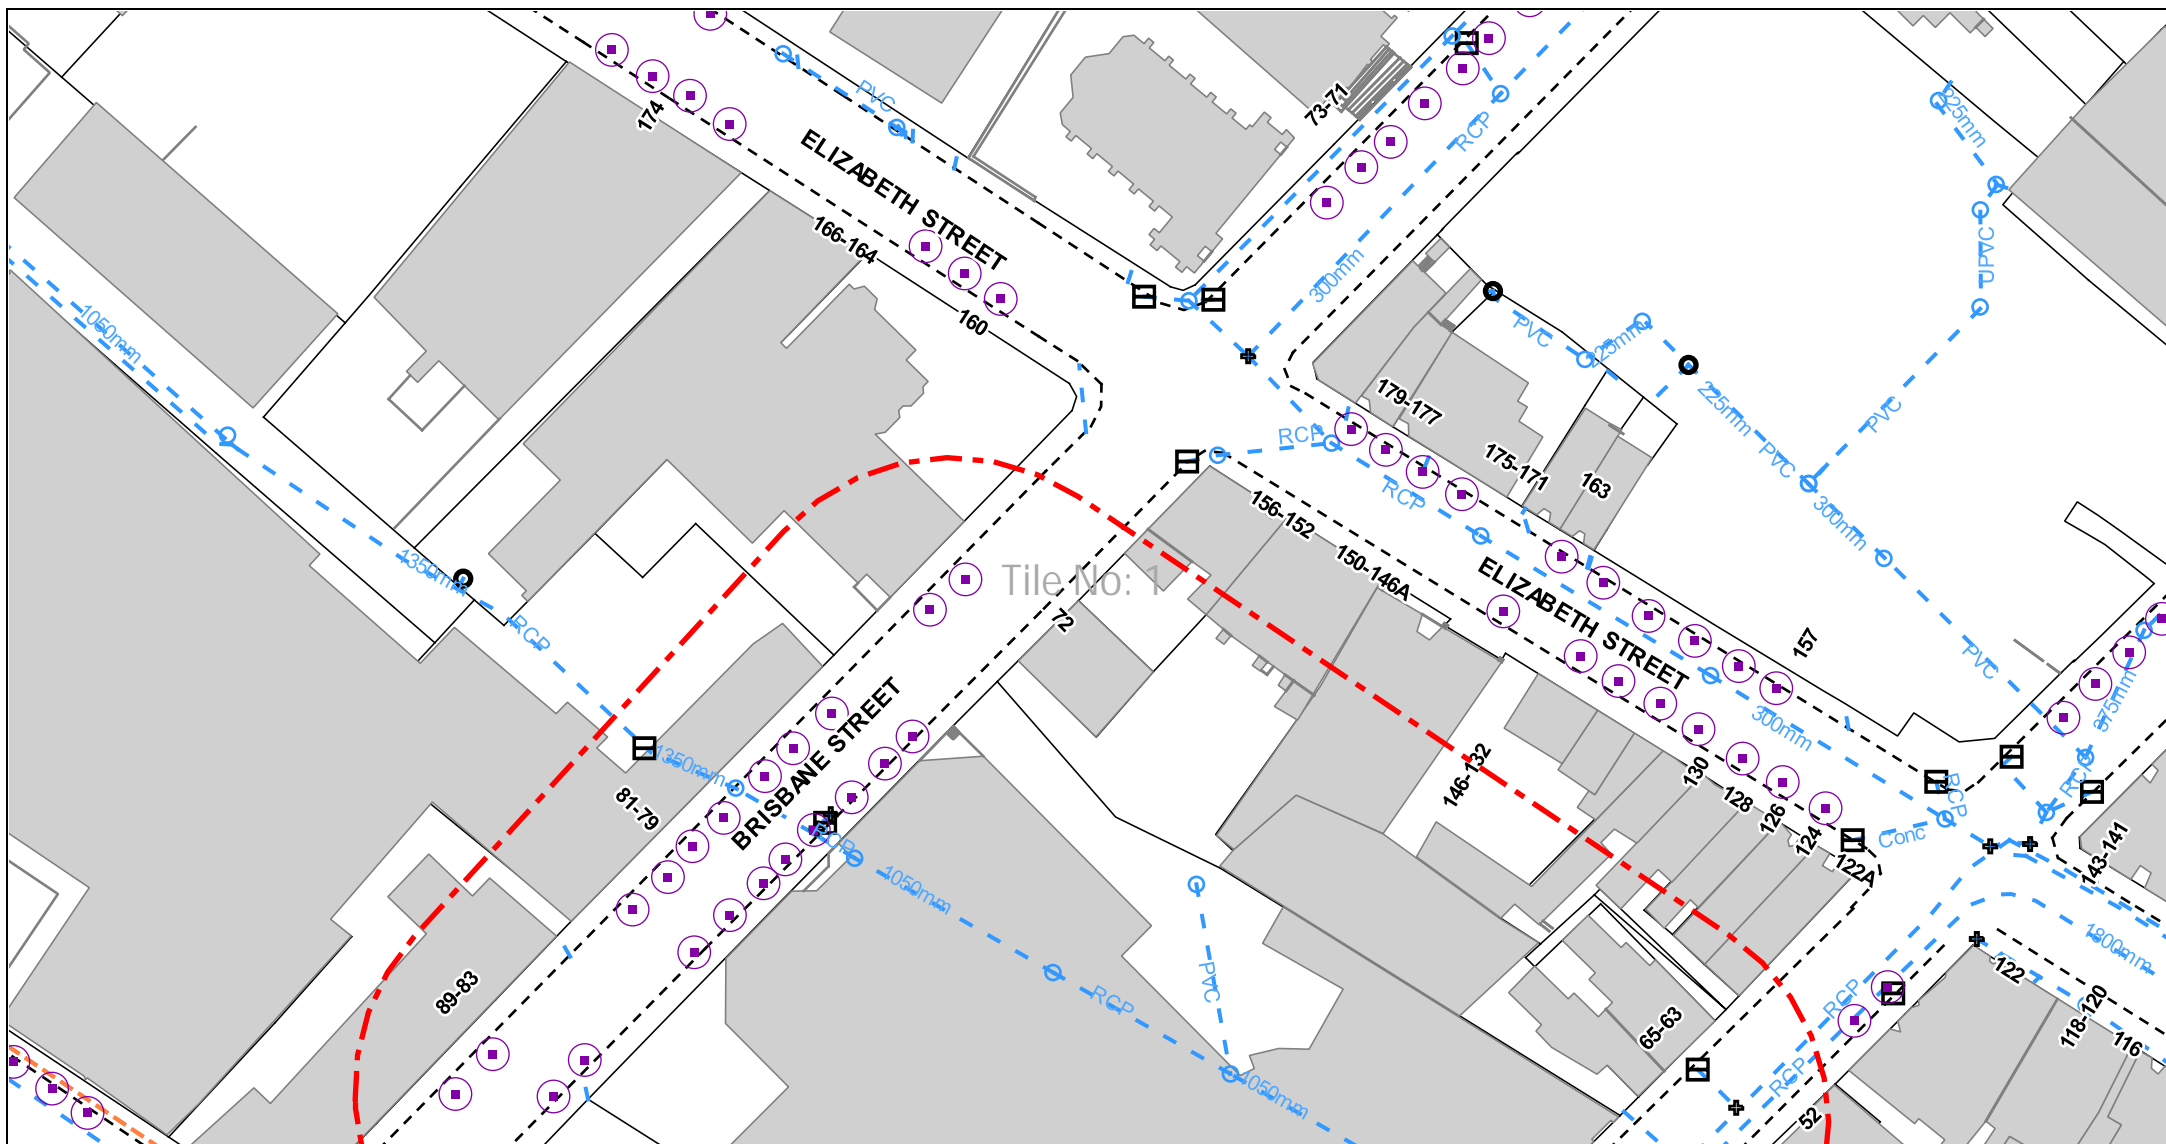 PVC
174
ELIZABETH STREET
73-71
RCP
225mm
UPVC
166-164
160
300mm
1050mm
PVC
225mm
225mm
PVC
179-177
RCP
RCP
175-171
163
PVC
300mm
156-152
150-146A
ELIZABETH STREET
1350mm
RCP
Tile No: 1
72
157
PVC
375mm
300mm
BRISBANE STREET
1350mm
81-79
146-132
130
128
126
124
122A
RCP
RCP
Conc
143-141
RCP
1050mm
1800mm
PVC
RCP
89-83
122
118-120
116
RCP
65-63
RCP
1050mm
52